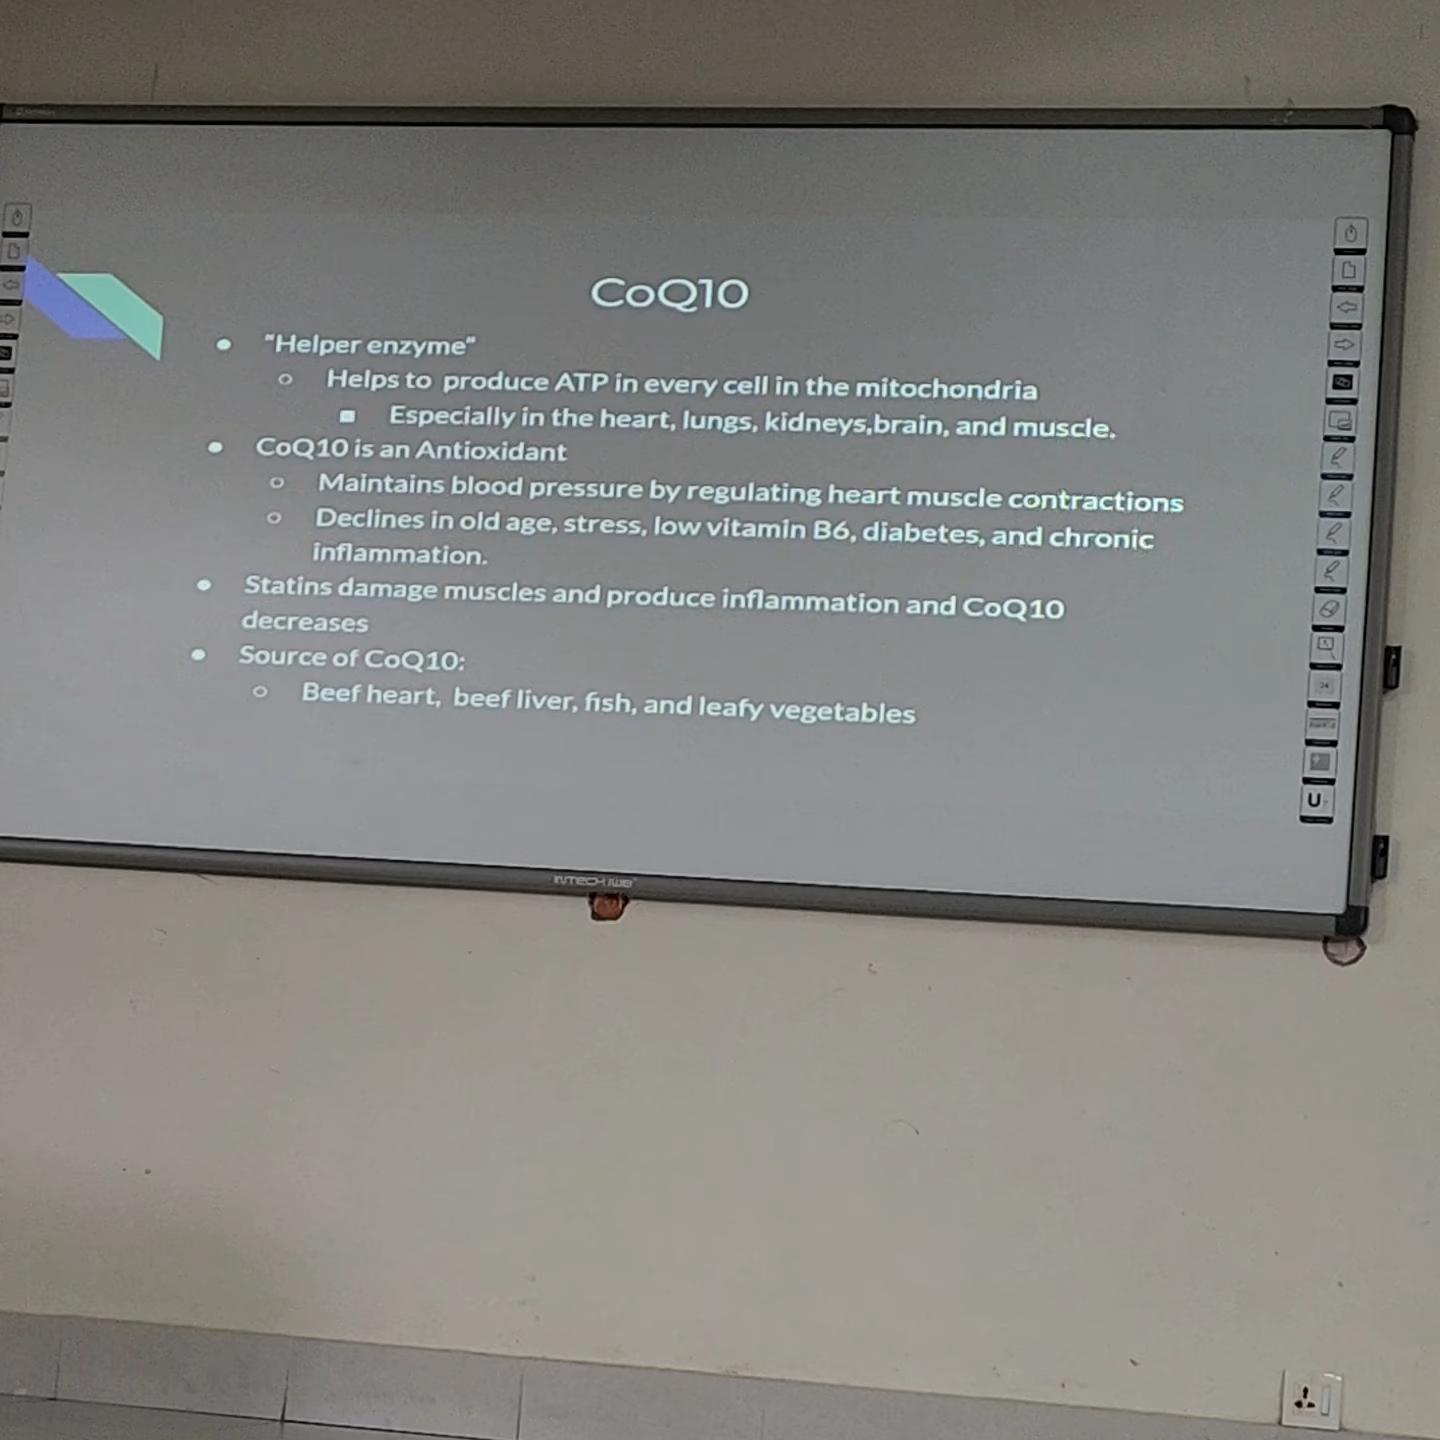 CoQ10
"Helper enzyme"
Helps to produce ATP in every cell in the mitochondria
Especially in the heart, lungs, kidneys,brain, and muscle.
CoQ10 is an Antioxidant
Maintains blood pressure by regulating heart muscle contractions
Declines in old age, stress, low vitamin B6, diabetes, and chronic
inflammation.
Statins damage muscles and produce inflammation and CoQ10
decreases
Source of CoQ10:
Beef heart, beef liver, fish, and leafy vegetables
24
U
INTECH IWB